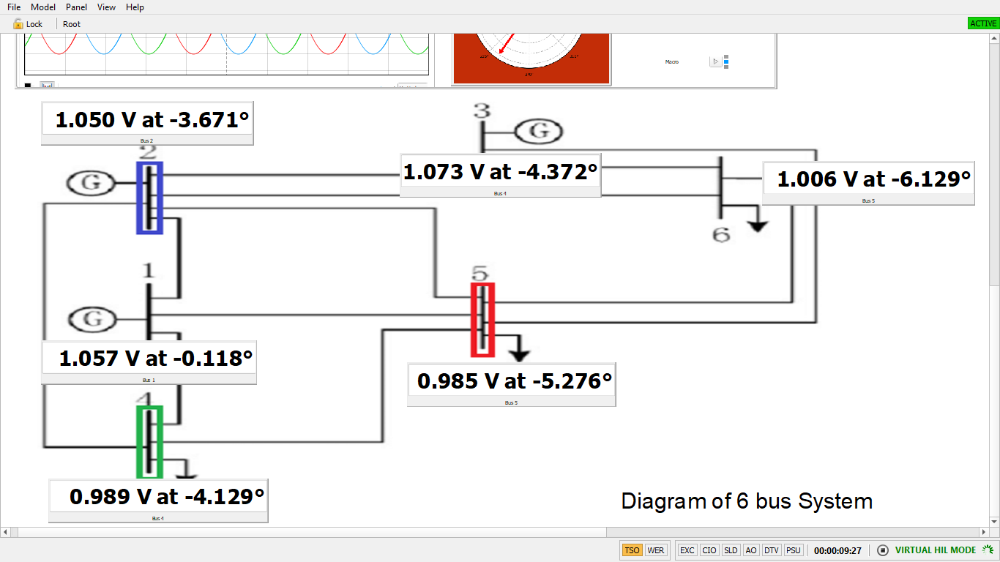 File Model Panel View Help
Lock Root ACTIVE
Macro
1.050 V at -3.671°
Bus 2
2
G
3
G
1.073 V at -4.372°
Bus 4
1.006 V at -6.129°
Bus 5
6
1
G
5
1.057 V at -0.118°
Bus 1
0.985 V at -5.276°
Bus 5
4
0.989 V at -4.129°
Bus 4
Diagram of 6 bus System
TSO WER EXC CIO SLD AO DTV PSU 00:00:09:27 VIRTUAL HIL MODE